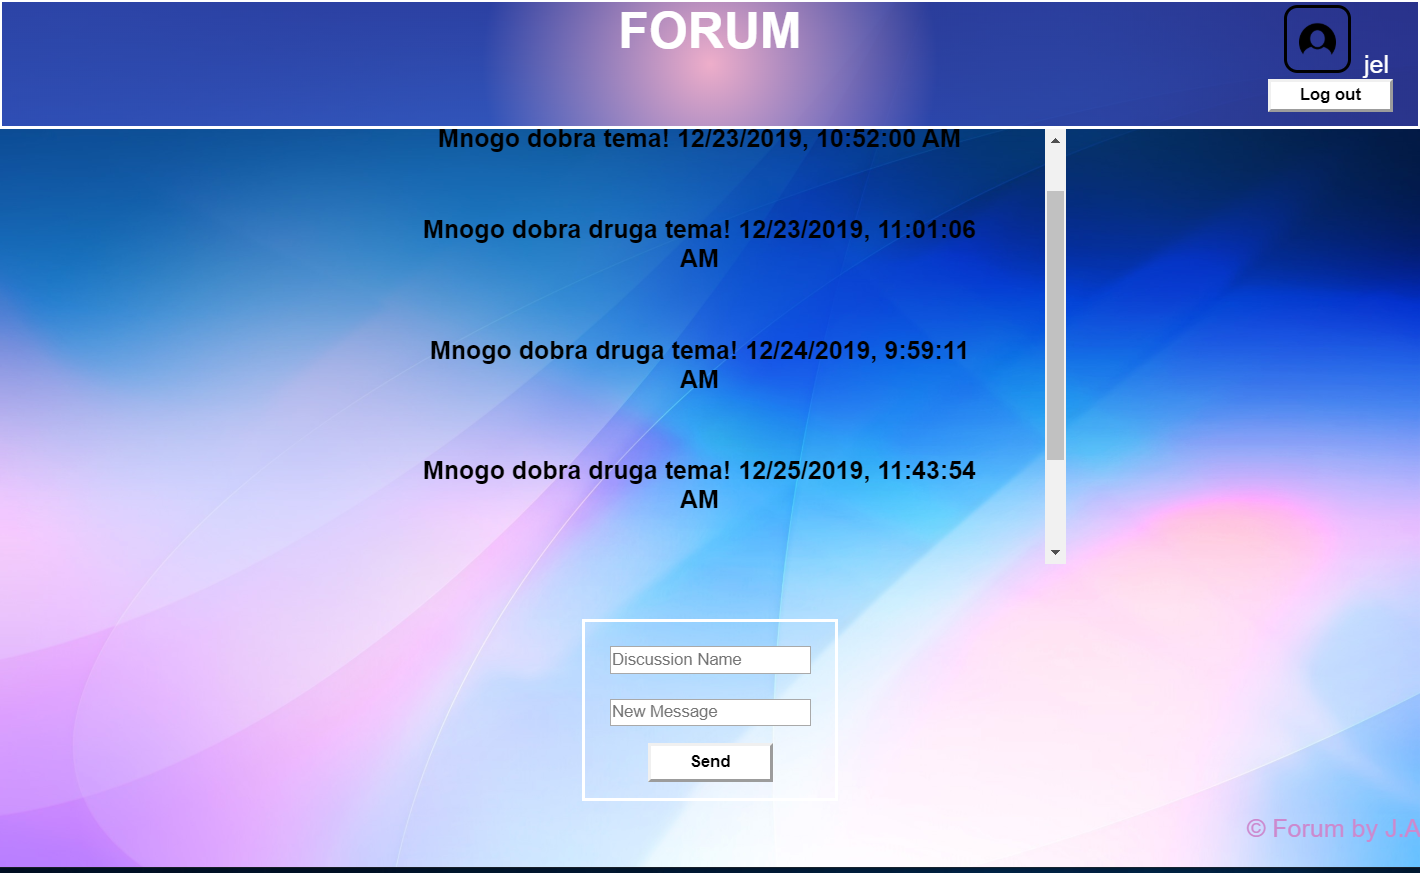 FORUM
jel
Log out
Mnogo dobra tema! 12/23/2019, 10:52:00 AM
Mnogo dobra druga tema! 12/23/2019, 11:01:06
AM
Mnogo dobra druga tema! 12/24/2019, 9:59:11
AM
Mnogo dobra druga tema! 12/25/2019, 11:43:54
AM
Discussion Name
New Message
Send
© Forum by J.A